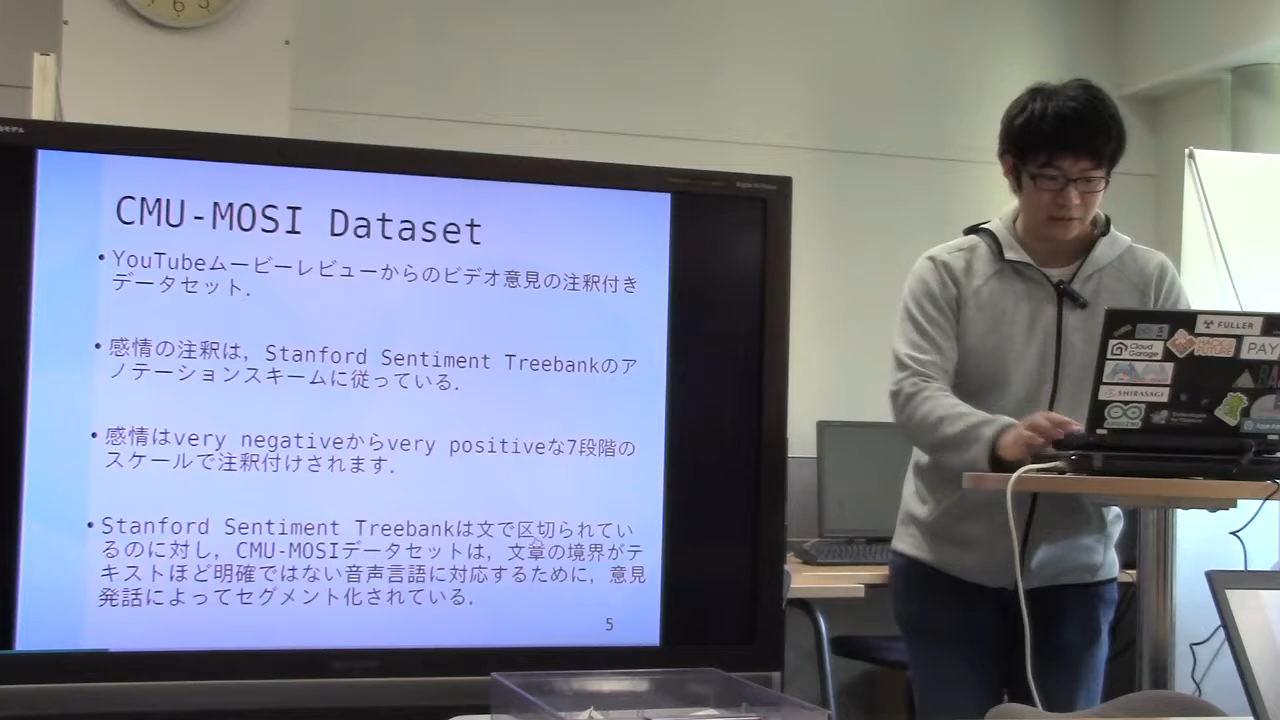 CMU-MOSI Dataset
• YouTubeムービーレビューからのビデオ意見の注釈付き
データセット.
• 感情の注釈は, Stanford Sentiment Treebankのア
ノテーションスキームに従っている.
• 感情はvery negativeからvery positiveな7段階の
スケールで注釈付けされます.
• Stanford Sentiment Treebankは文で区切られてい
るのに対し, CMU-MOSIデータセットは, 文章の境界がテ
キストほど明確ではない音声言語に対応するために, 意見
発話によってセグメント化されている.
5
FULLER
Cloud
Garage
PAY
SHIRASAGI
6
5